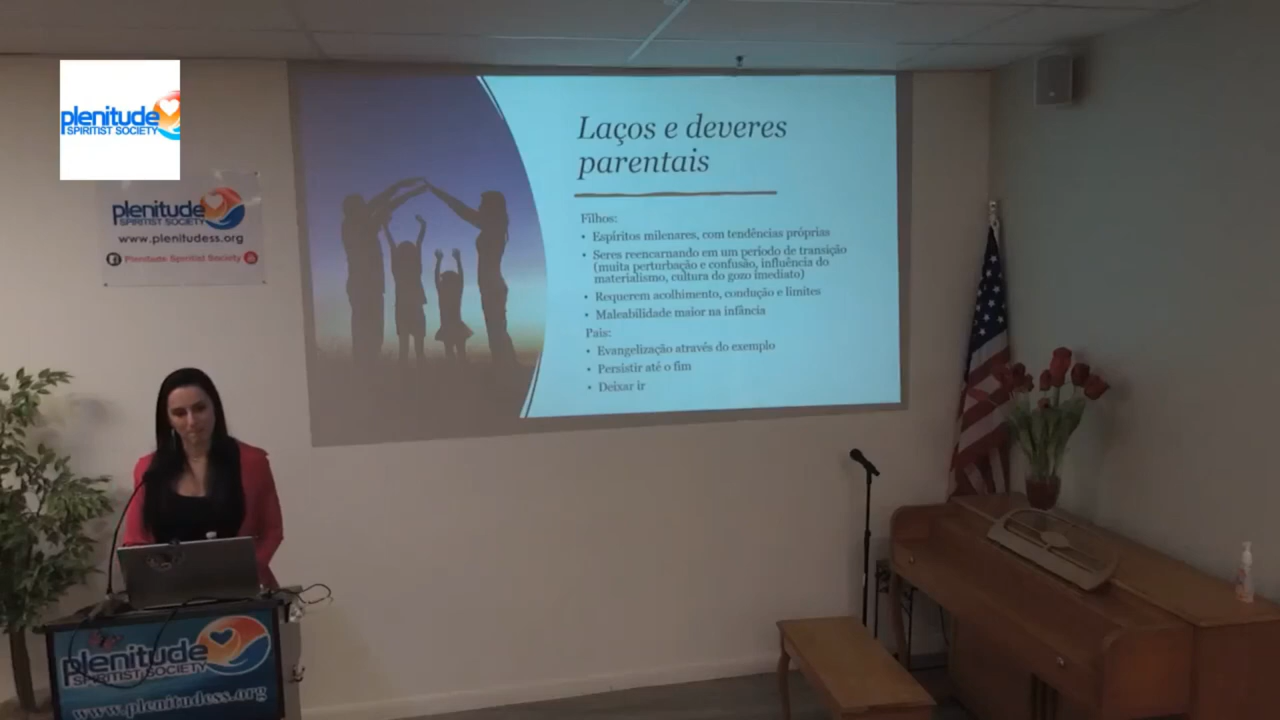 plenitude
SPIRITIST SOCIETY
plenitude
SPIRITIST SOCIETY
www.plenitudess.org
Plenitude Spiritist Society
Laços e deveres
parentais
Filhos:
• Espíritos milenares, com tendências próprias
• Seres reencarnando em um período de transição
(muita perturbação e confusão, influência do
materialismo, cultura do gozo imediato)
• Requerem acolhimento, condução e limites
• Maleabilidade maior na infância
Pais:
• Evangelização através do exemplo
• Persistir até o fim
• Deixar ir
plenitude
SPIRITIST SOCIETY
www.plenitudess.org